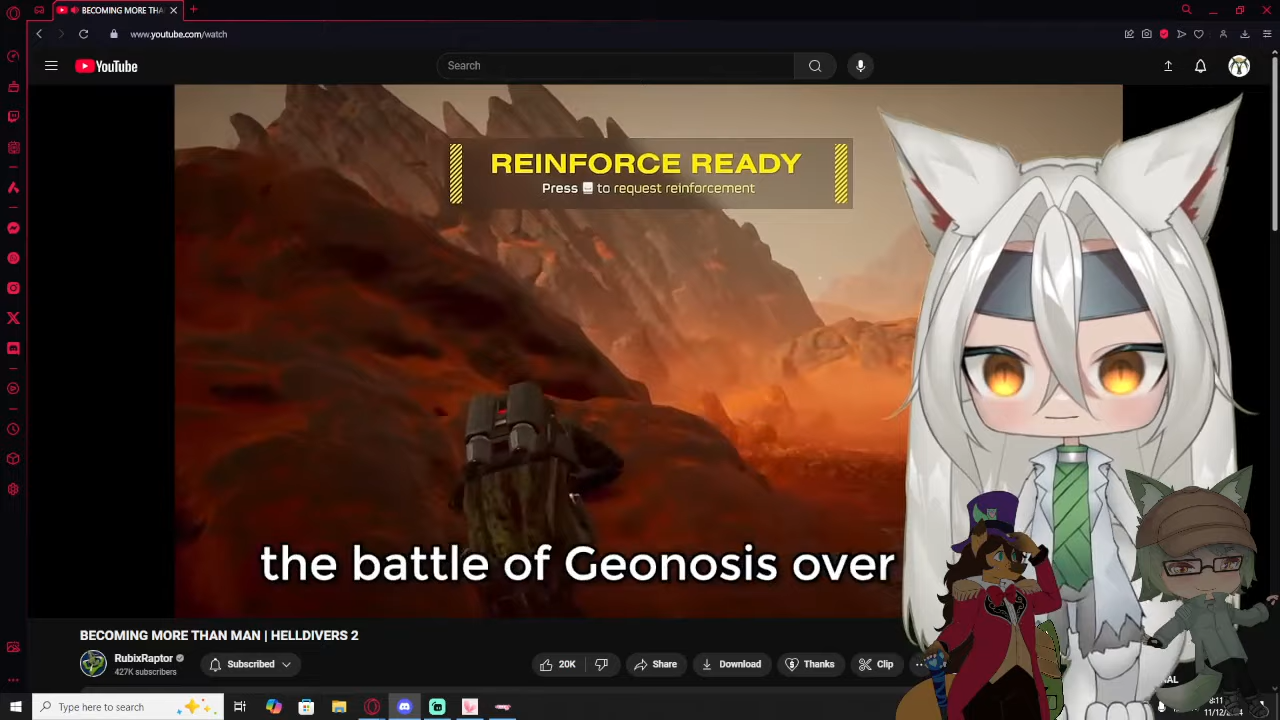 BECOMING MORE THA
www.youtube.com/watch
YouTube
Search
REINFORCE READY
Press to request reinforcement
the battle of Geonosis over
BECOMING MORE THAN MAN | HELLDIVERS 2
RubixRaptor
427K subscribers
Subscribed
20K
Share
Download
Thanks
Clip
Type here to search